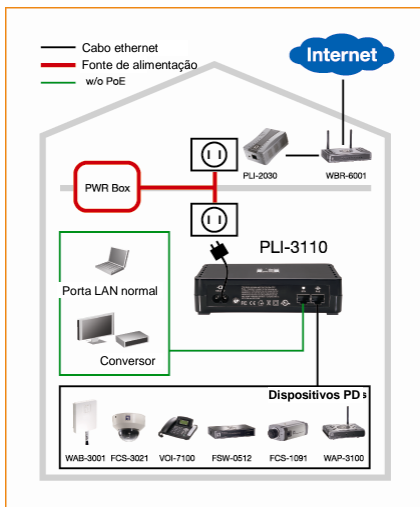 Cabo ethernet
Fonte de alimentação
w/o PoE
Internet
PLI-2030
WBR-6001
PWR Box
PLI-3110
Porta LAN normal
Conversor
Dispositivos PDs
WAB-3001 FCS-3021 VOI-7100 FSW-0512 FCS-1091 WAP-3100